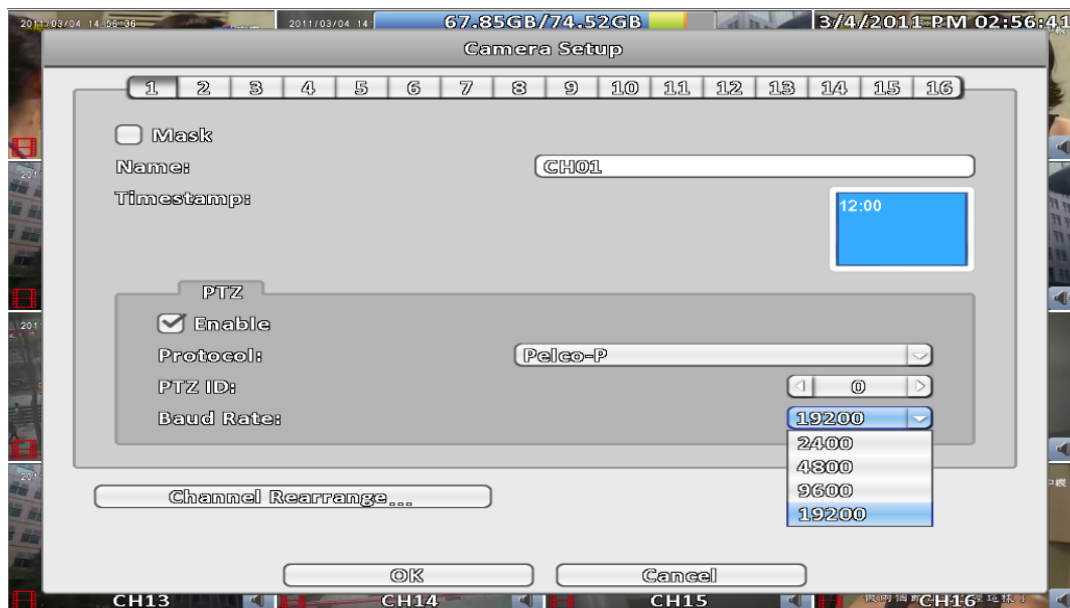 2011/03/04 14:56:36
2011/03/04 14
67.85GB/74.52GB
3/4/2011 PM 02:56:41
Camera Setup
1 2 3 4 5 6 7 8 9 10 11 12 13 14 15 16
Mask
Name: CH01
Timestamp:
12:00
PTZ
Enable
Protocol: Pelco-P
PTZ ID: 0
Baud Rate: 19200
2400
4800
9600
19200
Channel Rearrange...
OK Cancel
CH13 CH14 CH15 CH16